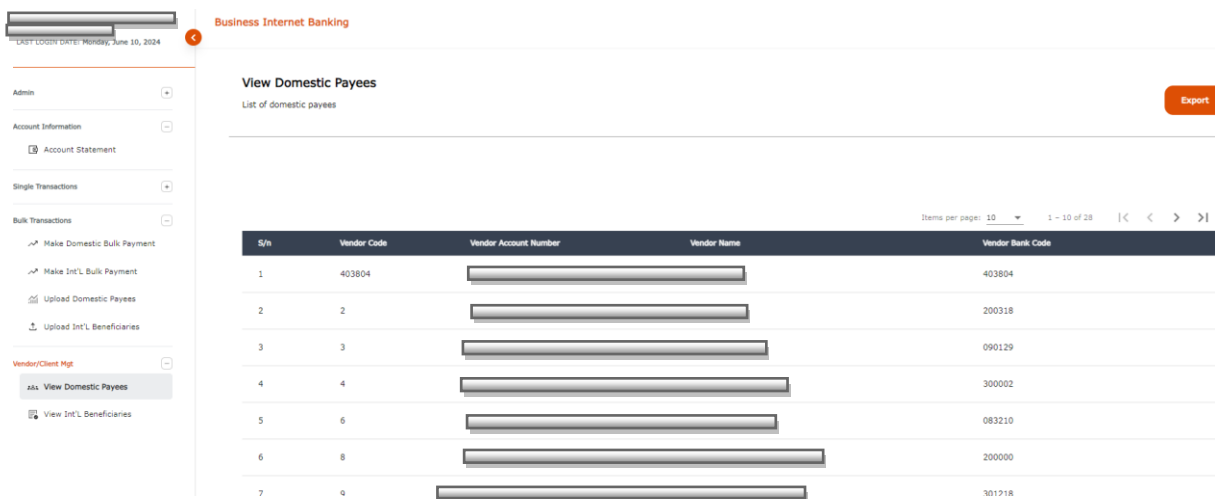 LAST LOGIN DATE: Monday, June 10, 2024
Business Internet Banking
Admin
Account Information
Account Statement
Single Transactions
Bulk Transactions
Make Domestic Bulk Payment
Make Int'L Bulk Payment
Upload Domestic Payees
Upload Int'L Beneficiaries
Vendor/Client Mgt
View Domestic Payees
View Int'L Beneficiaries
View Domestic Payees
List of domestic payees
Export
Items per page: 10 1 – 10 of 28
S/n Vendor Code Vendor Account Number Vendor Name Vendor Bank Code
1 403804 403804
2 2 200318
3 3 090129
4 4 300002
5 6 083210
6 8 200000
7 9 301218